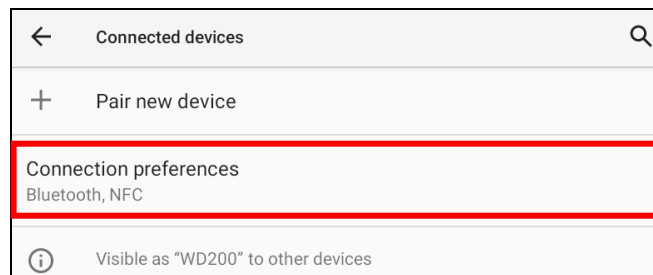 Connected devices
Pair new device
Connection preferences
Bluetooth, NFC
Visible as “WD200” to other devices